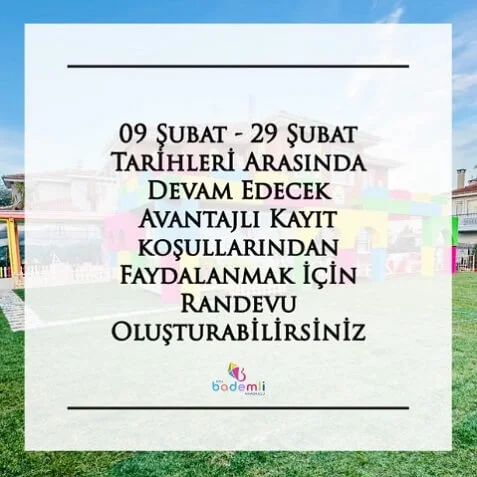 09 Şubat - 29 Şubat
Tarihleri Arasında
Devam Edecek
Avantajlı Kayıt
koşullarından
Faydalanmak İçin
Randevu
Oluşturabilirsiniz
bademli